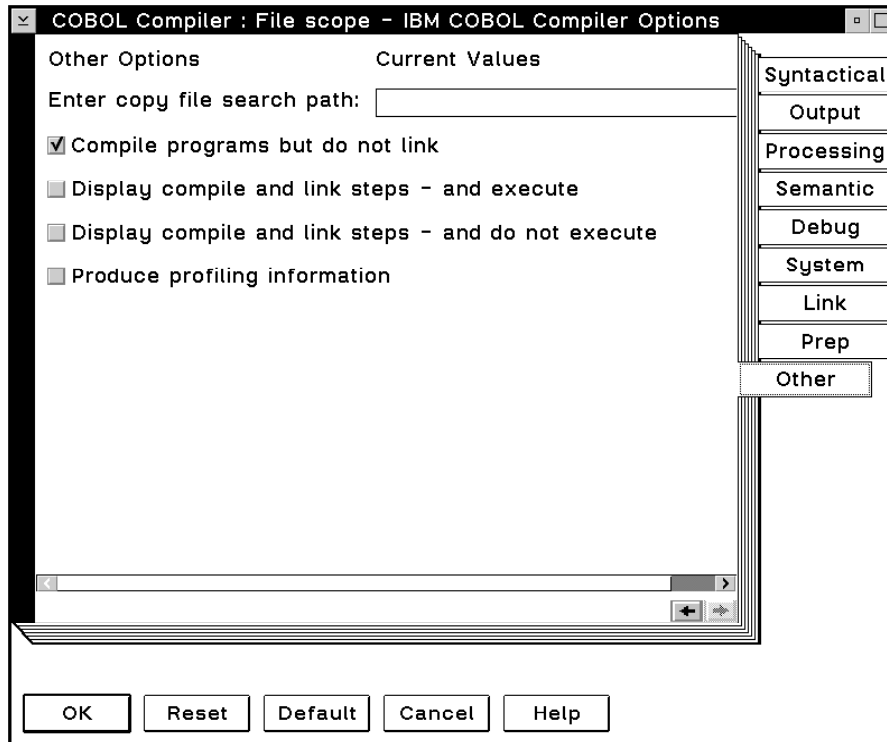 COBOL Compiler : File scope - IBM COBOL Compiler Options
Other Options Current Values
Enter copy file search path:
Compile programs but do not link
Display compile and link steps - and execute
Display compile and link steps - and do not execute
Produce profiling information
Syntactical
Output
Processing
Semantic
Debug
System
Link
Prep
Other
OK Reset Default Cancel Help